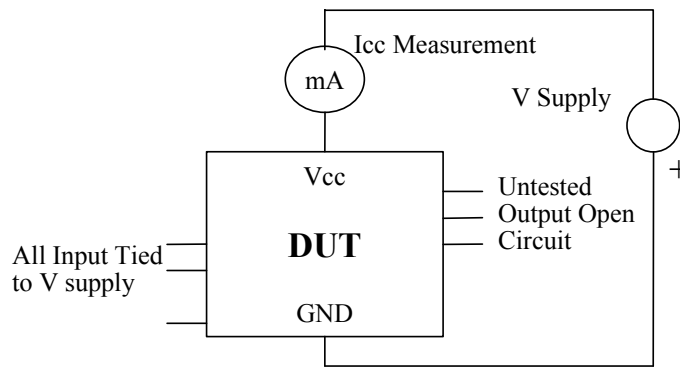 Icc Measurement
mA
V Supply
+
Vcc
Untested
Output Open
Circuit
DUT
All Input Tied
to V supply
GND